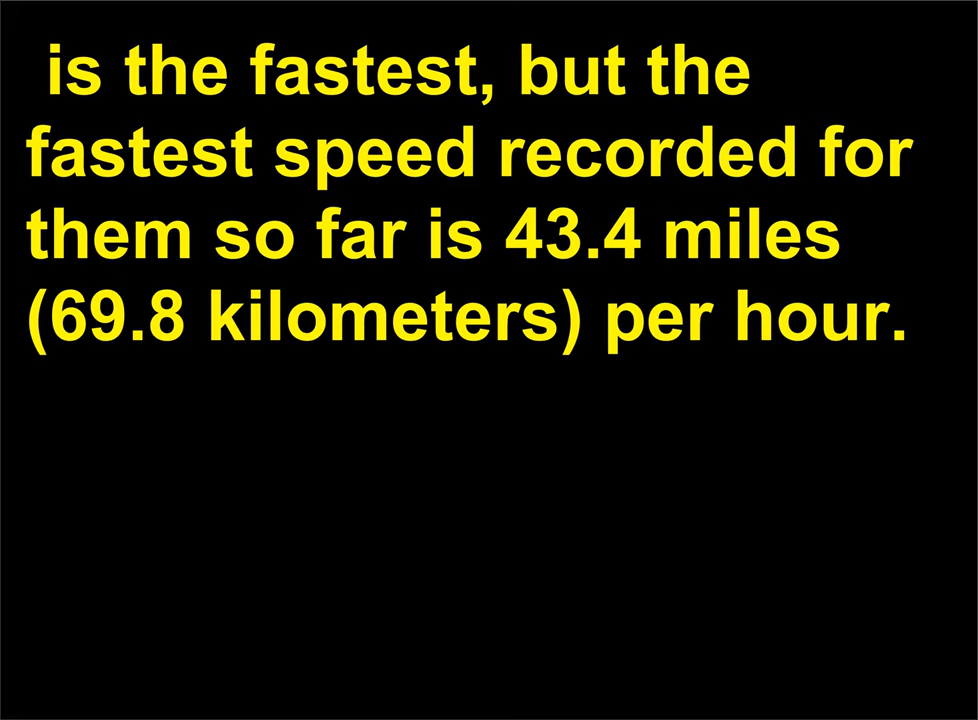 is the fastest, but the
fastest speed recorded for
them so far is 43.4 miles
(69.8 kilometers) per hour.